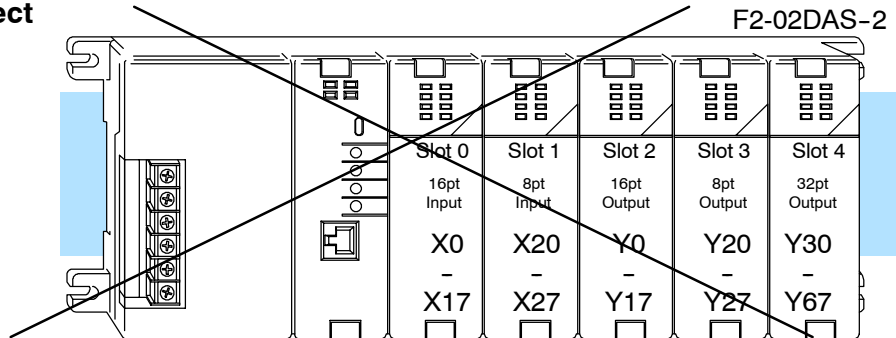 ect
F2-02DAS-2
Slot 0 Slot 1 Slot 2 Slot 3 Slot 4
16pt 8pt 16pt 8pt 32pt
Input Input Output Output Output
X0 X20 Y0 Y20 Y30
– – – – –
X17 X27 Y17 Y27 Y67